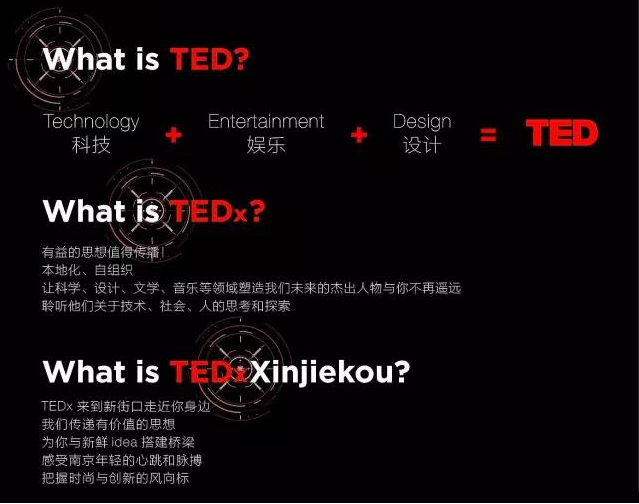 What is TED?
Technology + Entertainment + Design = TED
科技 娱乐 设计
What is TEDx?
有益的思想值得传播！
本地化、自组织
让科学、设计、文学、音乐等领域塑造我们未来的杰出人物与你不再遥远
聆听他们关于技术、社会、人的思考和探索
What is TEDxXinjiekou?
TEDx 来到新街口走近你身边
我们传递有价值的思想
为你与新鲜 idea 搭建桥梁
感受南京年轻的心跳和脉搏
把握时尚与创新的风向标